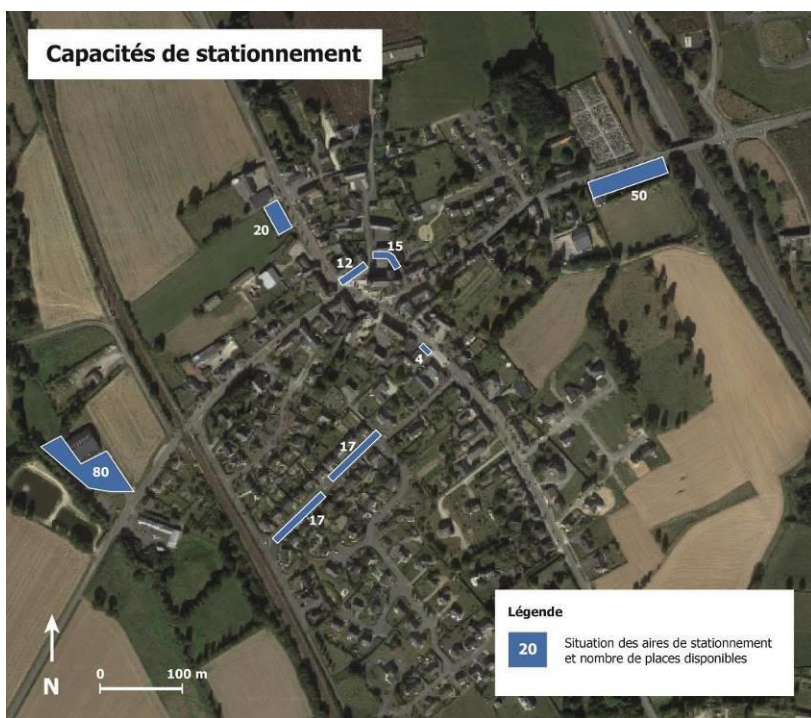 Capacités de stationnement
50
20
15
12
4
17
80
17
Légende
20 Situation des aires de stationnement
et nombre de places disponibles
N
0 100 m